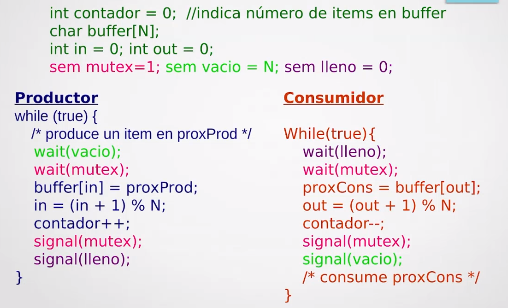 int contador = 0;  //indica número de items en buffer
char buffer[N];
int in = 0; int out = 0;
sem mutex=1; sem vacio = N; sem lleno = 0;
Productor
while (true) {
/* produce un item en proxProd */
wait(vacio);
wait(mutex);
buffer[in] = proxProd;
in = (in + 1) % N;
contador++;
signal(mutex);
signal(lleno);
}
Consumidor
While(true){
wait(lleno);
wait(mutex);
proxCons = buffer[out];
out = (out + 1) % N;
contador--;
signal(mutex);
signal(vacio);
/* consume proxCons */
}